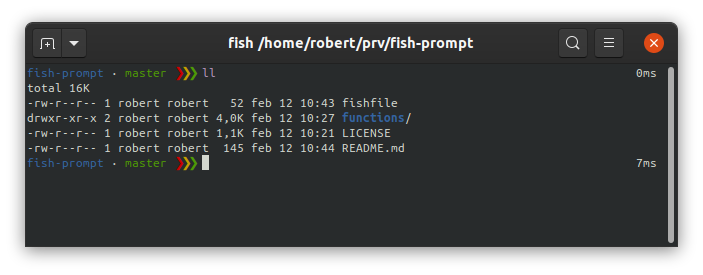 fish /home/robert/prv/fish-prompt
fish-prompt · master ❯❯❯ ll 0ms
total 16K
-rw-r--r-- 1 robert robert   52 feb 12 10:43 fishfile
drwxr-xr-x 2 robert robert 4,0K feb 12 10:27 functions/
-rw-r--r-- 1 robert robert 1,1K feb 12 10:21 LICENSE
-rw-r--r-- 1 robert robert  145 feb 12 10:44 README.md
fish-prompt · master ❯❯❯ 7ms